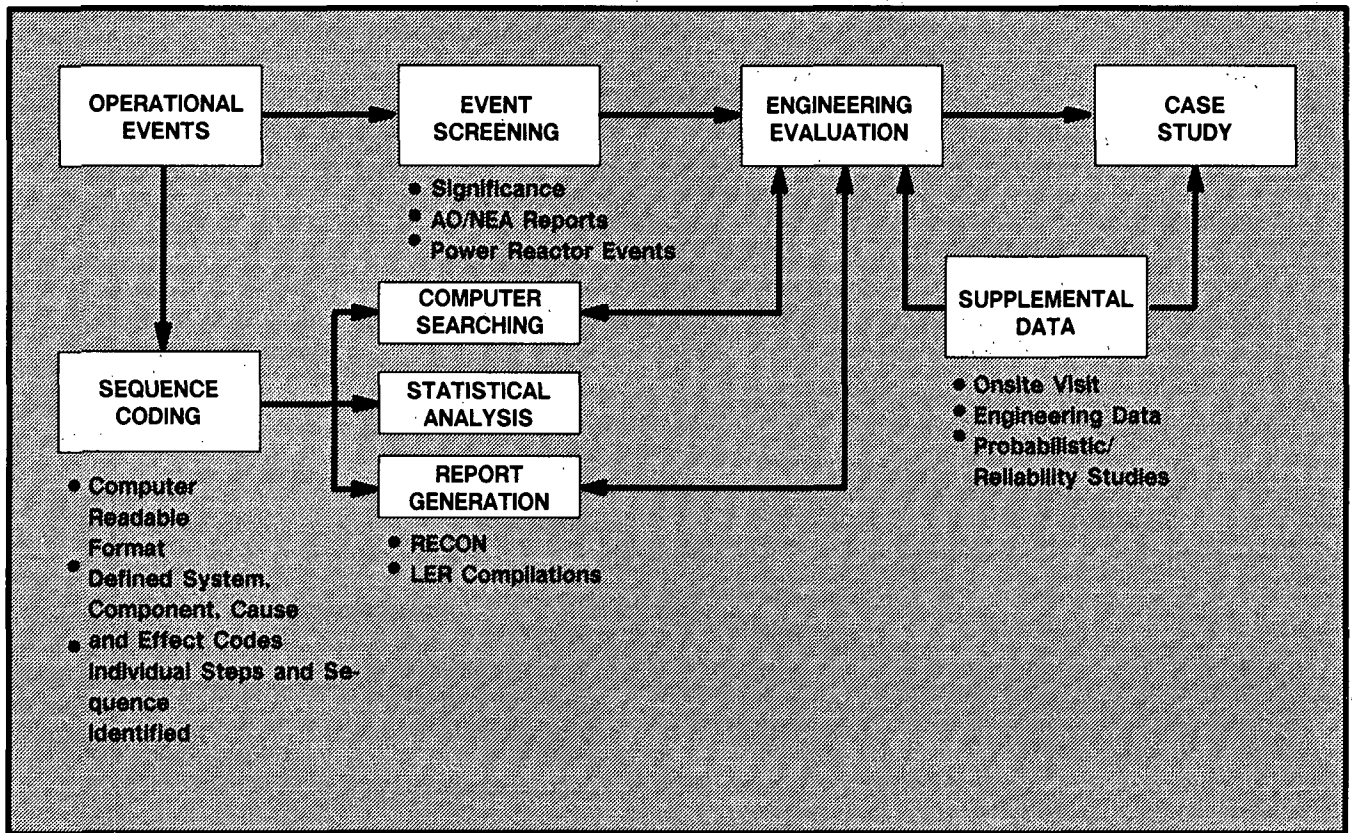 OPERATIONAL
EVENTS
EVENT
SCREENING
ENGINEERING
EVALUATION
CASE
STUDY
• Significance
• AO/NEA Reports
• Power Reactor Events
COMPUTER
SEARCHING
SUPPLEMENTAL
DATA
SEQUENCE
CODING
STATISTICAL
ANALYSIS
• Onsite Visit
• Engineering Data
• Probabilistic/
Reliability Studies
REPORT
GENERATION
• Computer
Readable
Format
• Defined System,
Component, Cause
• and Effect Codes
Individual Steps and Se-
quence
Identified
• RECON
• LER Compilations